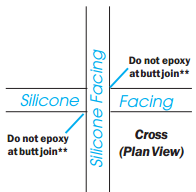 Do not epoxy
at butt join**
Silicone Facing
Silicone
Facing
Do not epoxy
at butt join**
Cross
(Plan View)